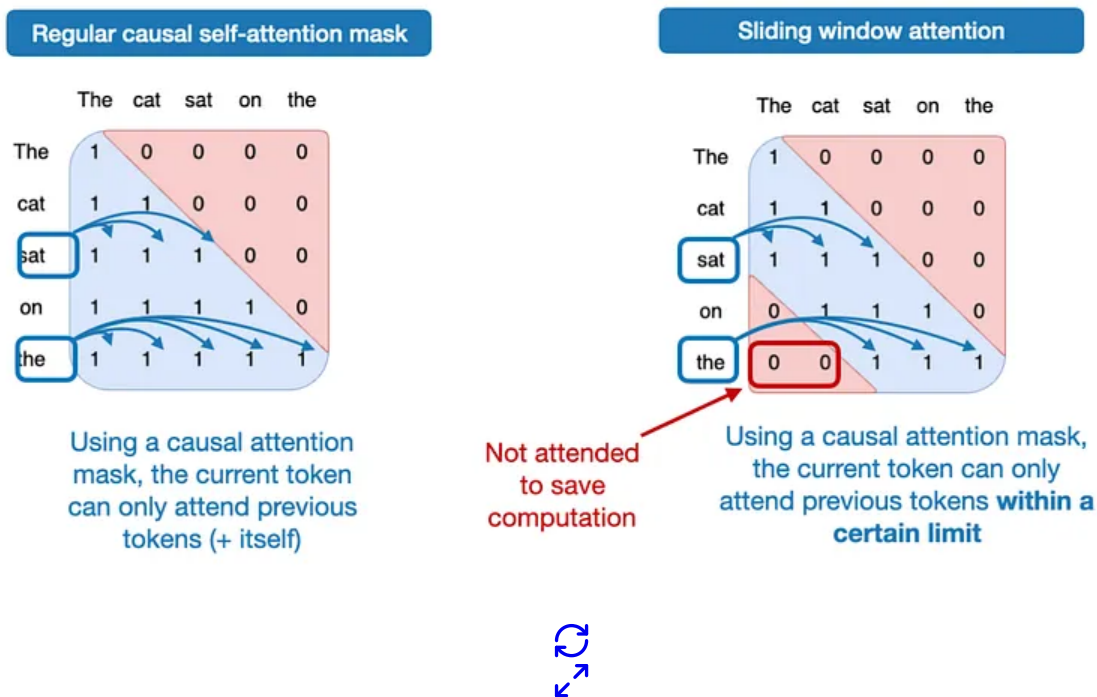 Regular causal self-attention mask
The cat sat on the
The 1 0 0 0 0
cat 1 1 0 0 0
sat 1 1 1 0 0
on 1 1 1 1 0
the 1 1 1 1 1
Using a causal attention
mask, the current token
can only attend previous
tokens (+ itself)
Sliding window attention
The cat sat on the
The 1 0 0 0 0
cat 1 1 0 0 0
sat 1 1 1 0 0
on 0 1 1 1 0
the 0 0 1 1 1
Not attended
to save
computation
Using a causal attention mask,
the current token can only
attend previous tokens within a
certain limit